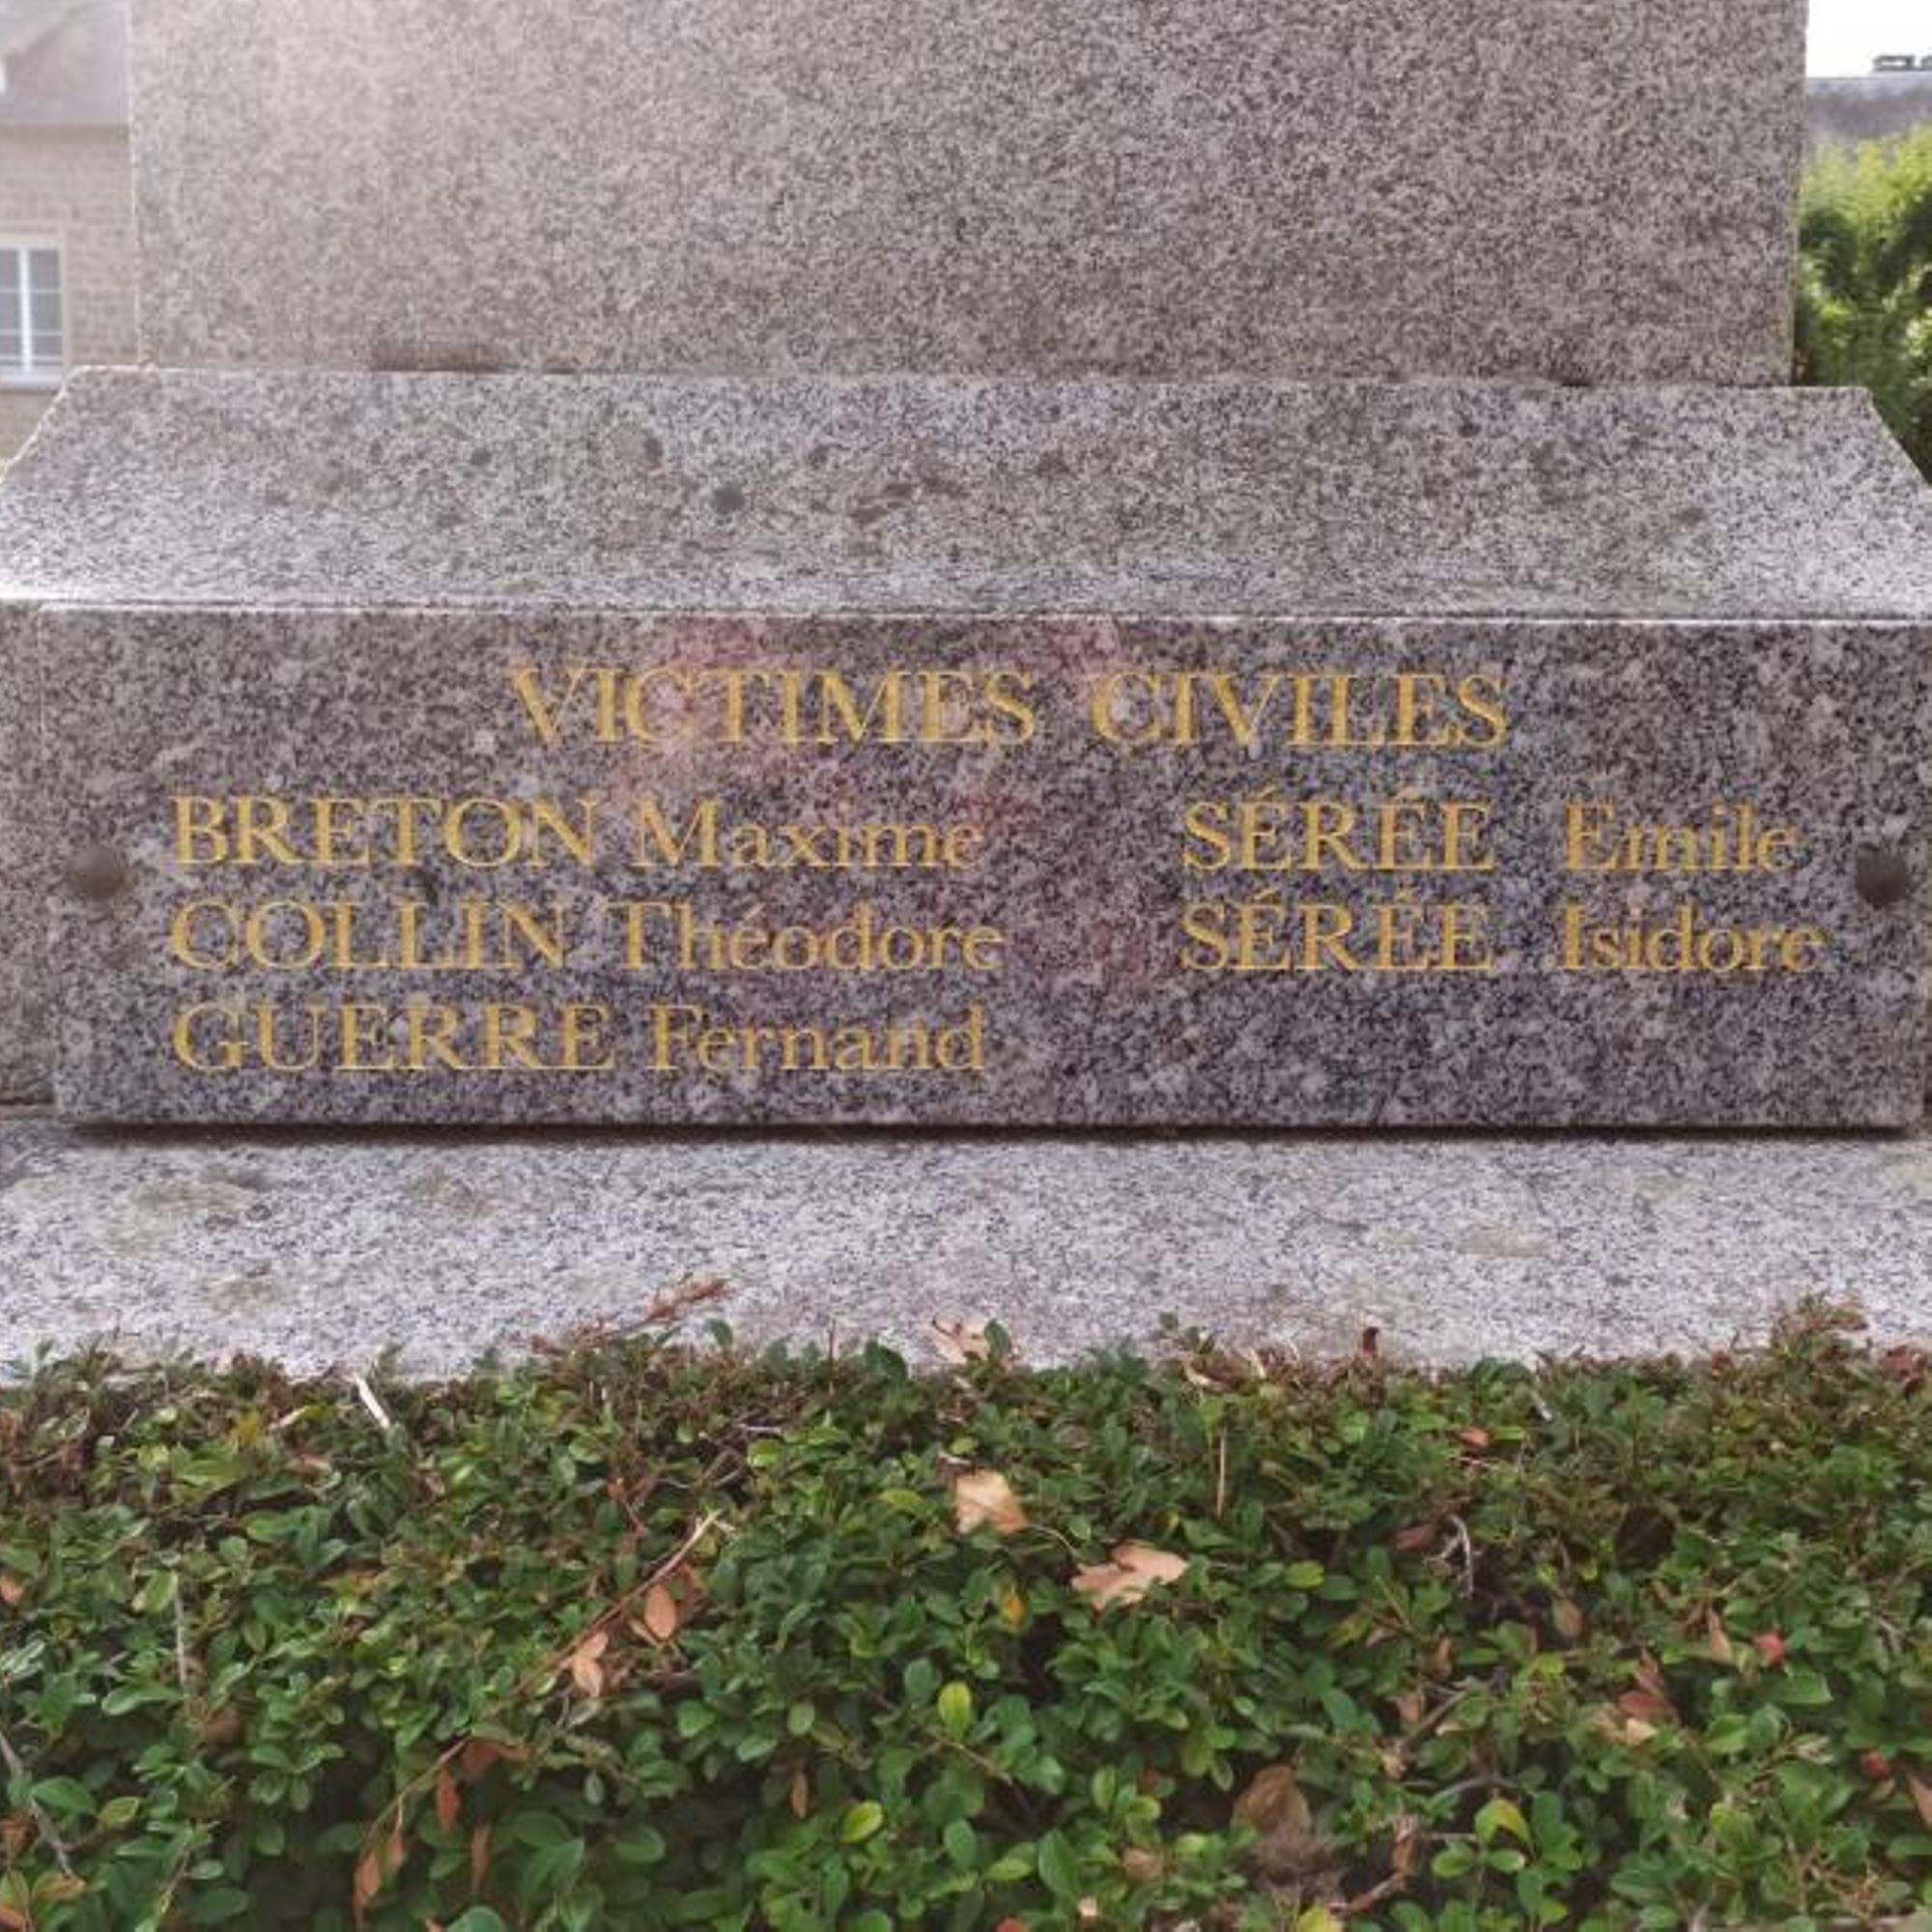 VICTIMES CIVILES
BRETON Maxime
COLLIN Théodore
GUERRE Fernand
SÉRÉE Emile
SÉRÉE Isidore